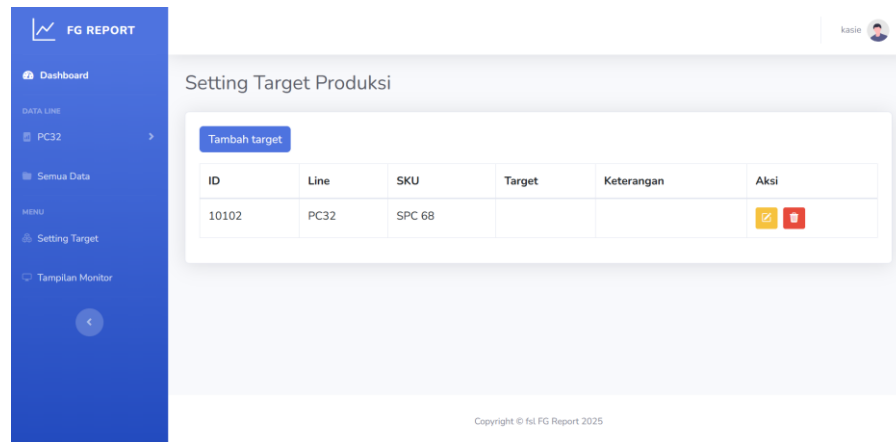 FG REPORT
kasie
Dashboard
DATA LINE
PC32
Semua Data
MENU
Setting Target
Tampilan Monitor
Setting Target Produksi
Tambah target
ID Line SKU Target Keterangan Aksi
10102 PC32 SPC 68
Copyright © fsl FG Report 2025